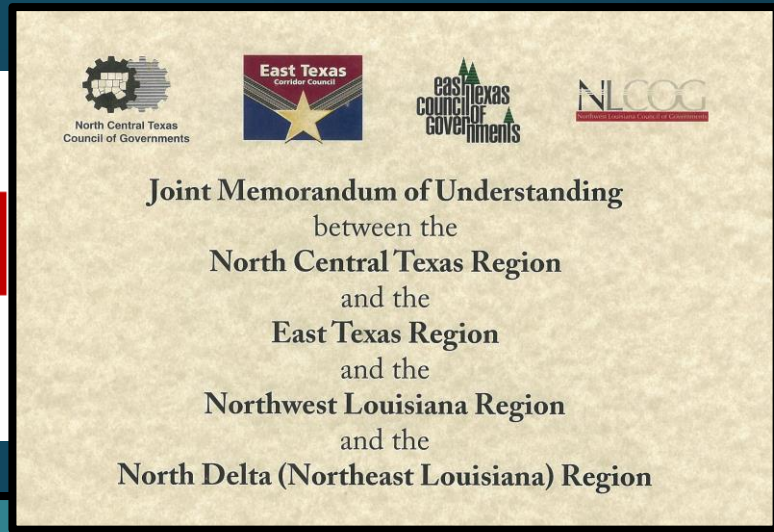 North Central Texas
Council of Governments
East Texas
Corridor Council
east texas
council of
governments
NLCOG
Northwest Louisiana Council of Governments
Joint Memorandum of Understanding
between the
North Central Texas Region
and the
East Texas Region
and the
Northwest Louisiana Region
and the
North Delta (Northeast Louisiana) Region